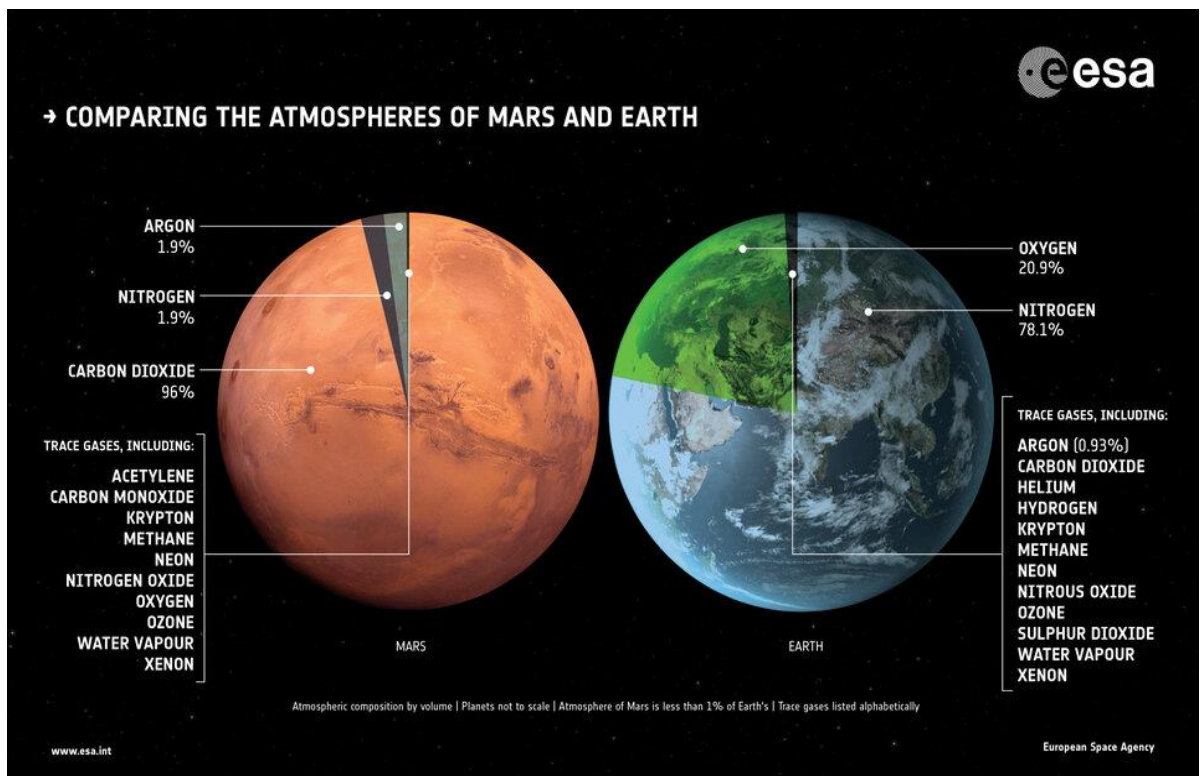 esa
→ COMPARING THE ATMOSPHERES OF MARS AND EARTH
ARGON
1.9%
NITROGEN
1.9%
CARBON DIOXIDE
96%
TRACE GASES, INCLUDING:
ACETYLENE
CARBON MONOXIDE
KRYPTON
METHANE
NEON
NITROGEN OXIDE
OXYGEN
OZONE
WATER VAPOUR
XENON
MARS
OXYGEN
20.9%
NITROGEN
78.1%
TRACE GASES, INCLUDING:
ARGON (0.93%)
CARBON DIOXIDE
HELIUM
HYDROGEN
KRYPTON
METHANE
NEON
NITROUS OXIDE
OZONE
SULPHUR DIOXIDE
WATER VAPOUR
XENON
EARTH
Atmospheric composition by volume | Planets not to scale | Atmosphere of Mars is less than 1% of Earth's | Trace gases listed alphabetically
www.esa.int
European Space Agency